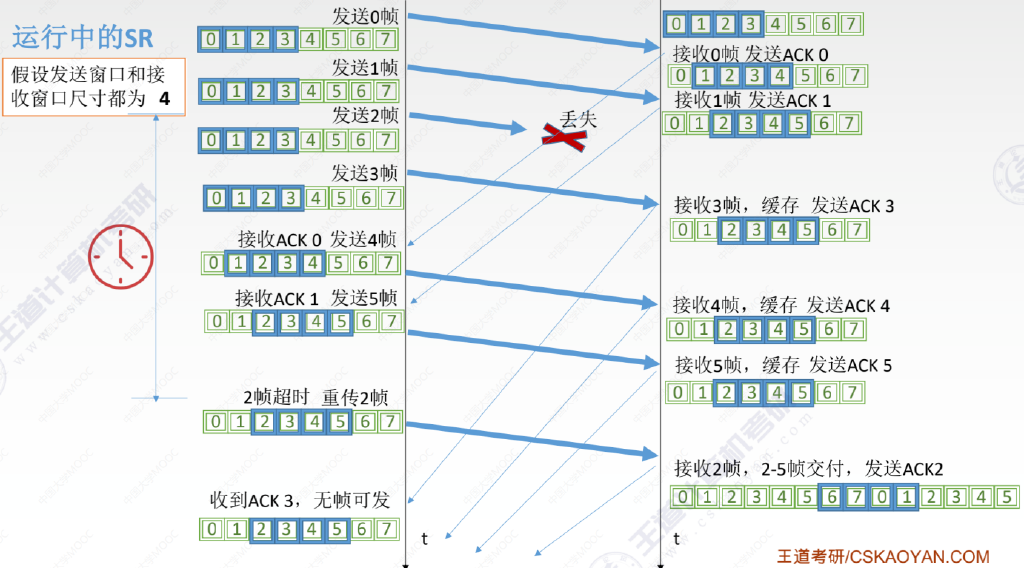 运行中的SR
假设发送窗口和接
收窗口尺寸都为 4
发送0帧
0 1 2 3 4 5 6 7
发送1帧
0 1 2 3 4 5 6 7
发送2帧
0 1 2 3 4 5 6 7
丢失
发送3帧
0 1 2 3 4 5 6 7
接收ACK 0 发送4帧
0 1 2 3 4 5 6 7
接收ACK 1 发送5帧
0 1 2 3 4 5 6 7
2帧超时 重传2帧
0 1 2 3 4 5 6 7
收到ACK 3，无帧可发
0 1 2 3 4 5 6 7
t
0 1 2 3 4 5 6 7
接收0帧 发送ACK 0
0 1 2 3 4 5 6 7
接收1帧 发送ACK 1
0 1 2 3 4 5 6 7
接收3帧，缓存 发送ACK 3
0 1 2 3 4 5 6 7
接收4帧，缓存 发送ACK 4
0 1 2 3 4 5 6 7
接收5帧，缓存 发送ACK 5
0 1 2 3 4 5 6 7
接收2帧，2-5帧交付，发送ACK2
0 1 2 3 4 5 6 7 0 1 2 3 4 5
t
王道考研/CSKAOYAN.COM